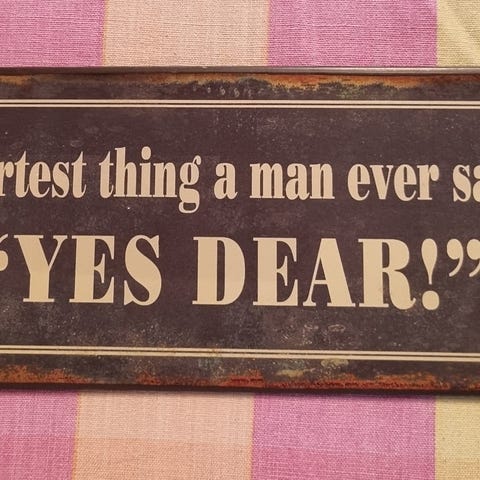 rtest thing a man ever sa
“YES DEAR!”